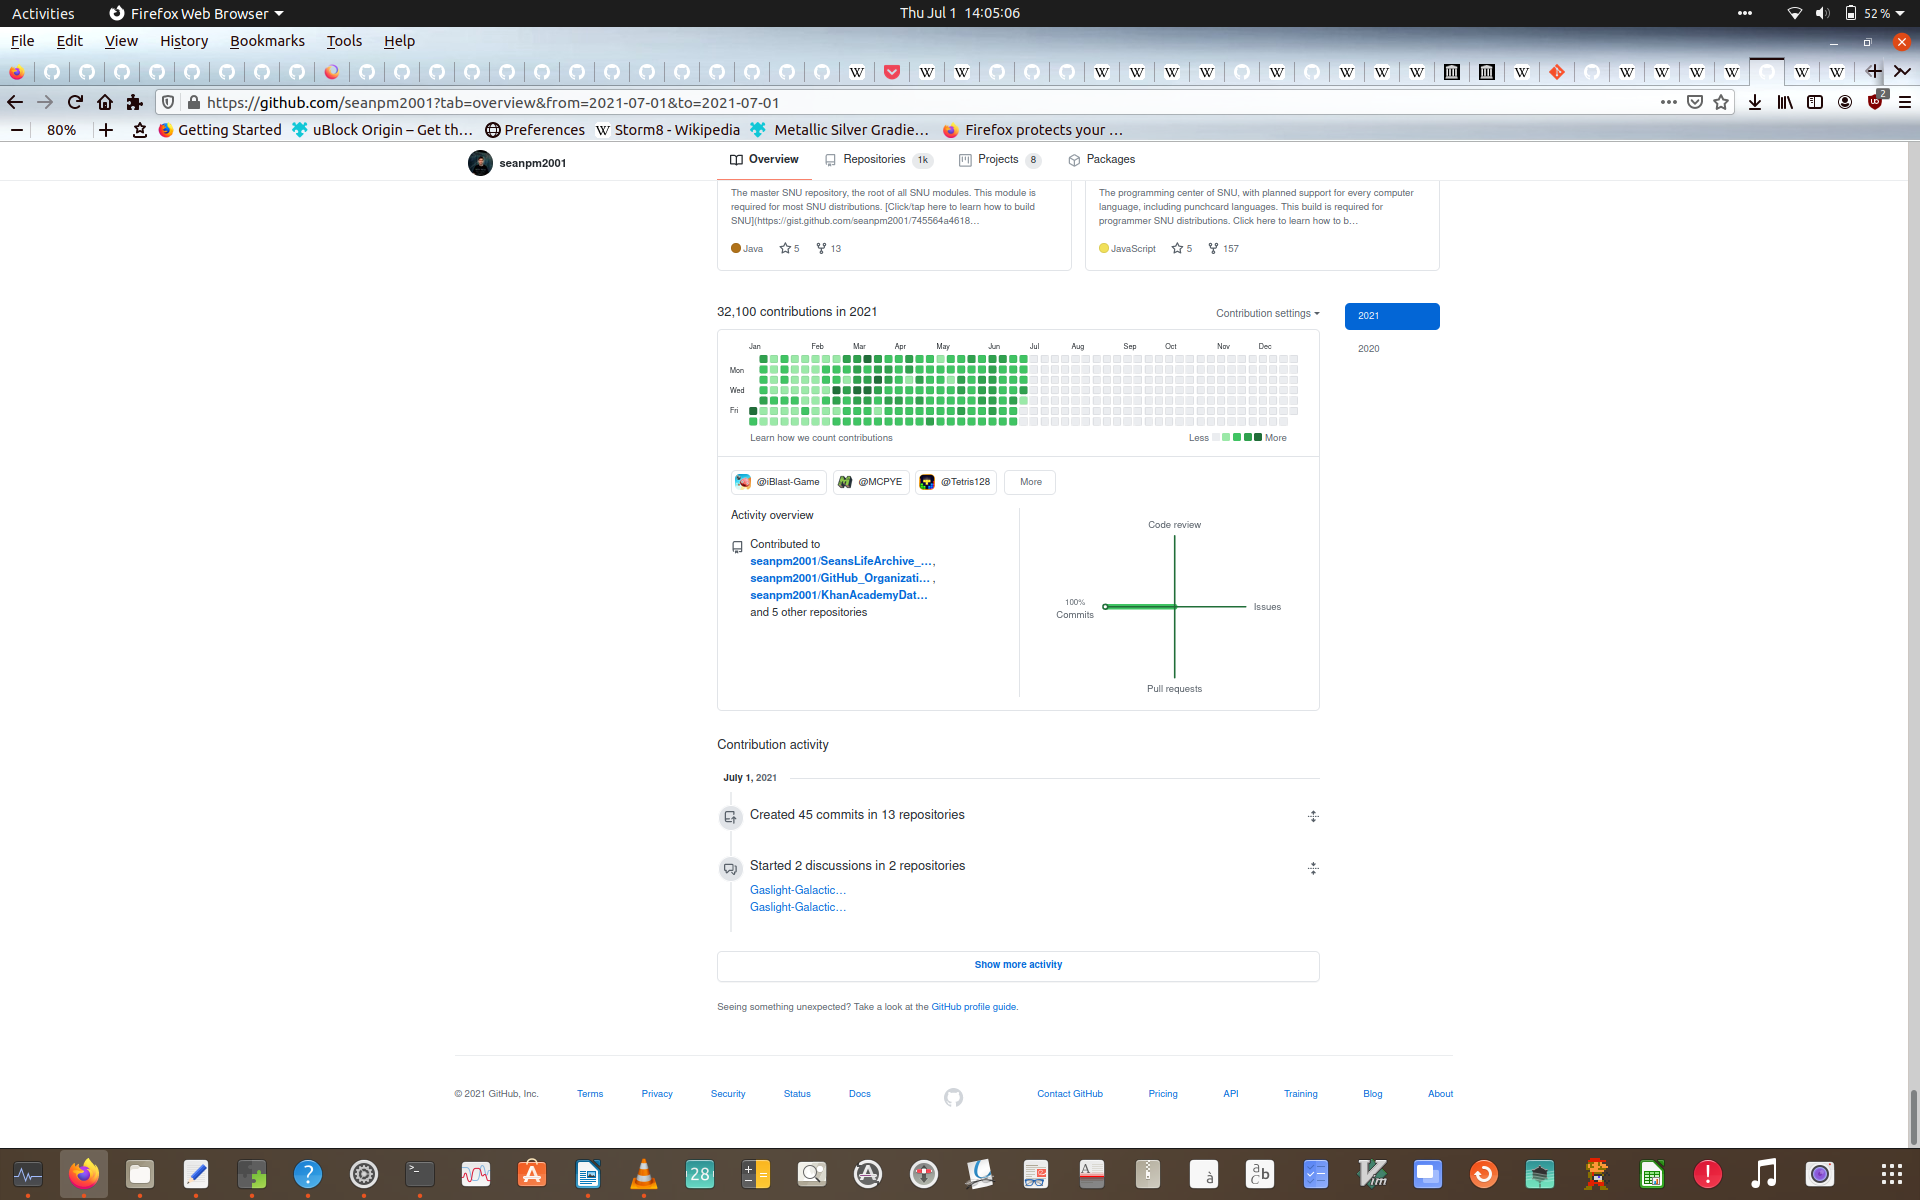 Activities
Firefox Web Browser
Thu Jul 1 14:05:06
52 %
File Edit View History Bookmarks Tools Help
https://github.com/seanpm2001?tab=overview&from=2021-07-01&to=2021-07-01
2
80%
Getting Started
uBlock Origin – Get th…
Preferences
Storm8 - Wikipedia
Metallic Silver Gradie…
Firefox protects your …
seanpm2001
Overview
Repositories 1k
Projects 8
Packages
The master SNU repository, the root of all SNU modules. This module is
required for most SNU distributions. [Click/tap here to learn how to build
SNU](https://gist.github.com/seanpm2001/745564a4618…
Java 5 13
The programming center of SNU, with planned support for every computer
language, including punchcard languages. This build is required for
programmer SNU distributions. Click here to learn how to b…
JavaScript 5 157
32,100 contributions in 2021
Contribution settings
2021
2020
Jan Feb Mar Apr May Jun Jul Aug Sep Oct Nov Dec
Mon
Wed
Fri
Learn how we count contributions
Less More
@iBlast-Game
@MCPYE
@Tetris128
More
Activity overview
Contributed to
seanpm2001/SeansLifeArchive_…,
seanpm2001/GitHub_Organizati… ,
seanpm2001/KhanAcademyDat…
and 5 other repositories
Code review
100%
Commits
Issues
Pull requests
Contribution activity
July 1, 2021
Created 45 commits in 13 repositories
Started 2 discussions in 2 repositories
Gaslight-Galactic…
Gaslight-Galactic…
Show more activity
Seeing something unexpected? Take a look at the GitHub profile guide.
© 2021 GitHub, Inc.
Terms
Privacy
Security
Status
Docs
Contact GitHub
Pricing
API
Training
Blog
About
28